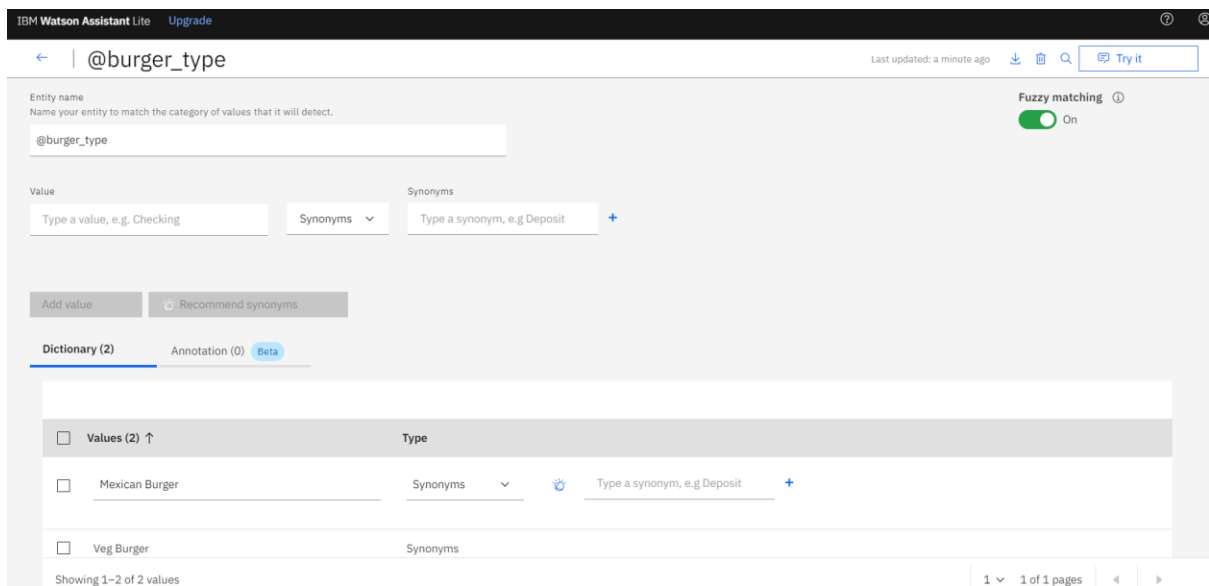 IBM Watson Assistant Lite Upgrade
@burger_type
Last updated: a minute ago
Try it
Entity name
Name your entity to match the category of values that it will detect.
@burger_type
Fuzzy matching
On
Value
Synonyms
Type a value, e.g. Checking
Synonyms
Type a synonym, e.g Deposit
Add value
Recommend synonyms
Dictionary (2)
Annotation (0) Beta
Values (2) ↑ Type
Mexican Burger Synonyms Type a synonym, e.g Deposit +
Veg Burger Synonyms
Showing 1–2 of 2 values
1 1 of 1 pages